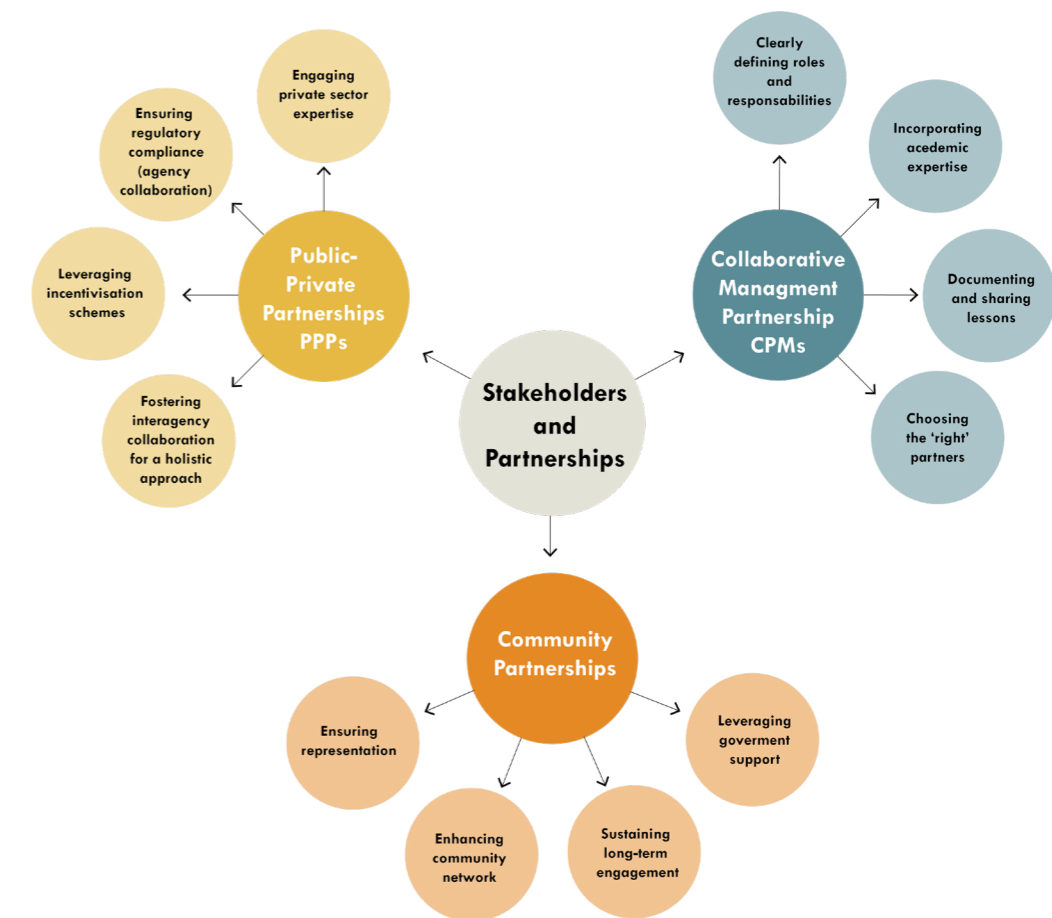 Engaging
private sector
expertise
Ensuring
regulatory
compliance
(agency
collaboration)
Leveraging
incentivisation
schemes
Fostering
interagency
collaboration
for a holistic
approach
Public-
Private
Partnerships
PPPs
Clearly
defining roles
and
responsabilities
Incorporating
acedemic
expertise
Documenting
and sharing
lessons
Choosing
the ‘right’
partners
Collaborative
Managment
Partnership
CPMs
Stakeholders
and
Partnerships
Community
Partnerships
Ensuring
representation
Enhancing
community
network
Sustaining
long-term
engagement
Leveraging
goverment
support